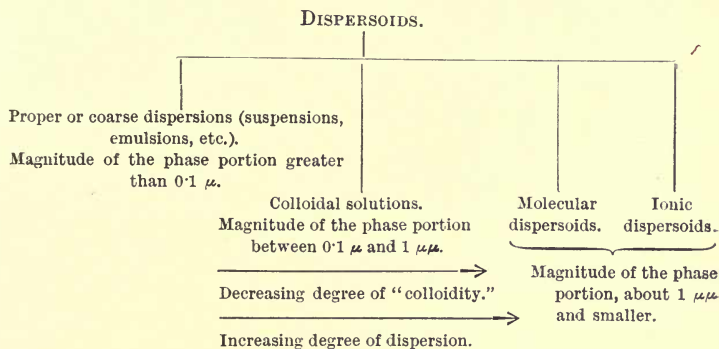 DISPERSOIDS.
Proper or coarse dispersions (suspensions,
emulsions, etc.).
Magnitude of the phase portion greater
than 0·1 μ.
Colloidal solutions.
Magnitude of the phase portion
between 0·1 μ and 1 μμ.
Molecular
dispersoids.
Ionic
dispersoids.
Magnitude of the phase
portion, about 1 μμ
and smaller.
Decreasing degree of "colloidity."
Increasing degree of dispersion.